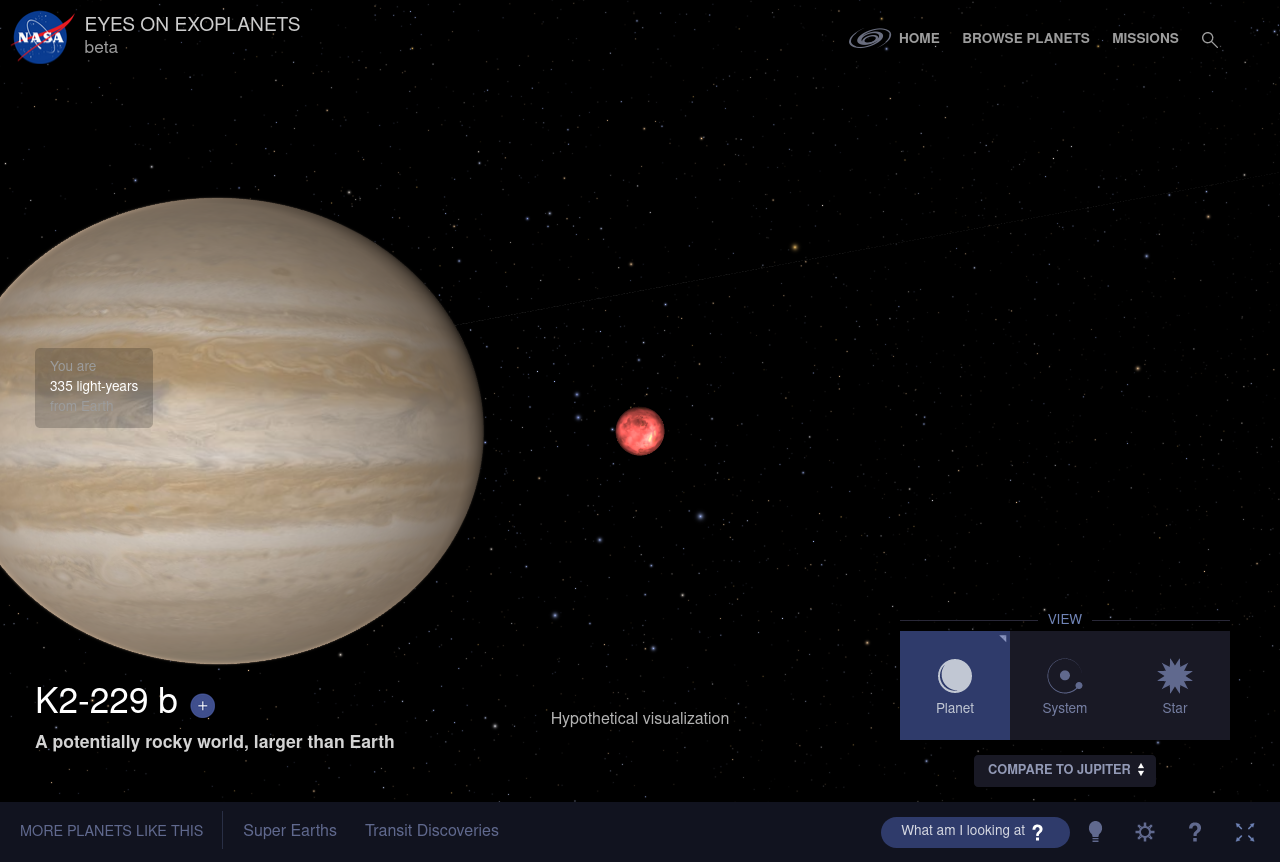 NASA
EYES ON EXOPLANETS
beta
HOME
BROWSE PLANETS
MISSIONS
You are
335 light-years
from Earth
K2-229 b +
A potentially rocky world, larger than Earth
Hypothetical visualization
VIEW
Planet
System
Star
COMPARE TO JUPITER
MORE PLANETS LIKE THIS
Super Earths
Transit Discoveries
What am I looking at ?
?